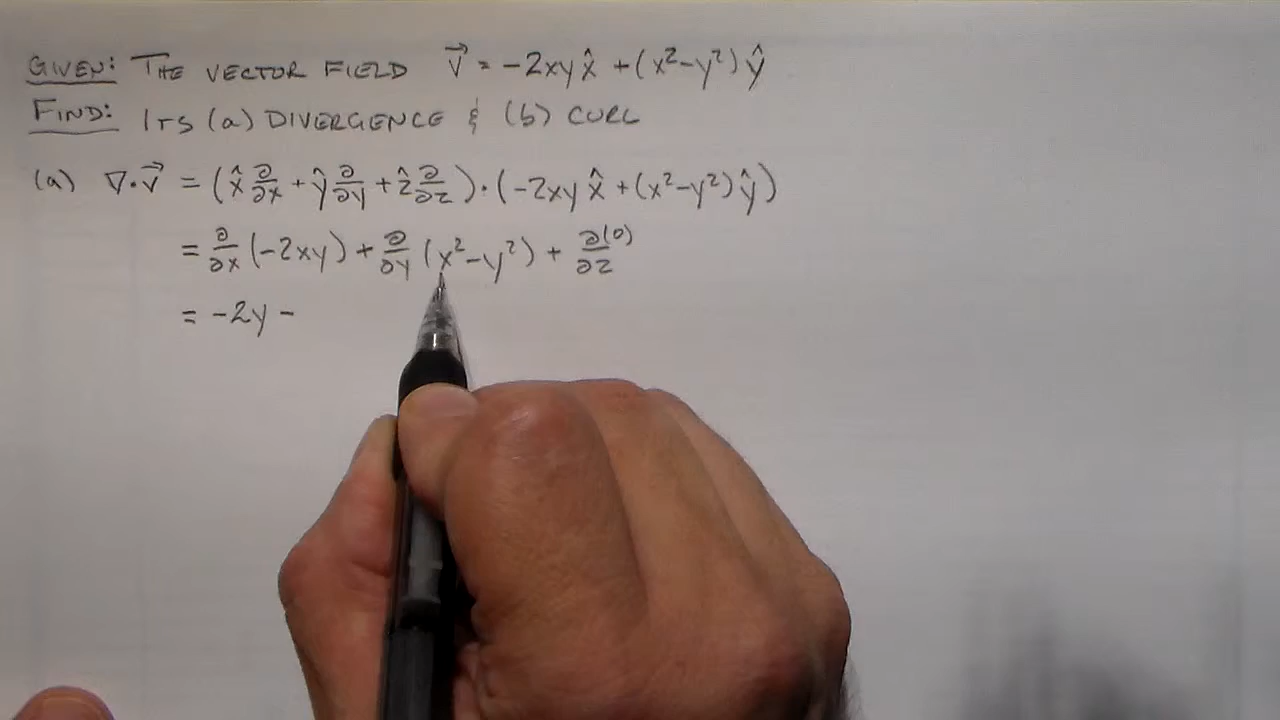 GIVEN: THE VECTOR FIELD v⃗ = -2xy x̂ + (x²-y²) ŷ
FIND: ITS (a) DIVERGENCE & (b) CURL
(a) ∇·v⃗ = (x̂ ∂/∂x + ŷ ∂/∂y + ẑ ∂/∂z)·(-2xy x̂ + (x²-y²) ŷ)
= ∂/∂x (-2xy) + ∂/∂y (x²-y²) + ∂(0)/∂z
= -2y -